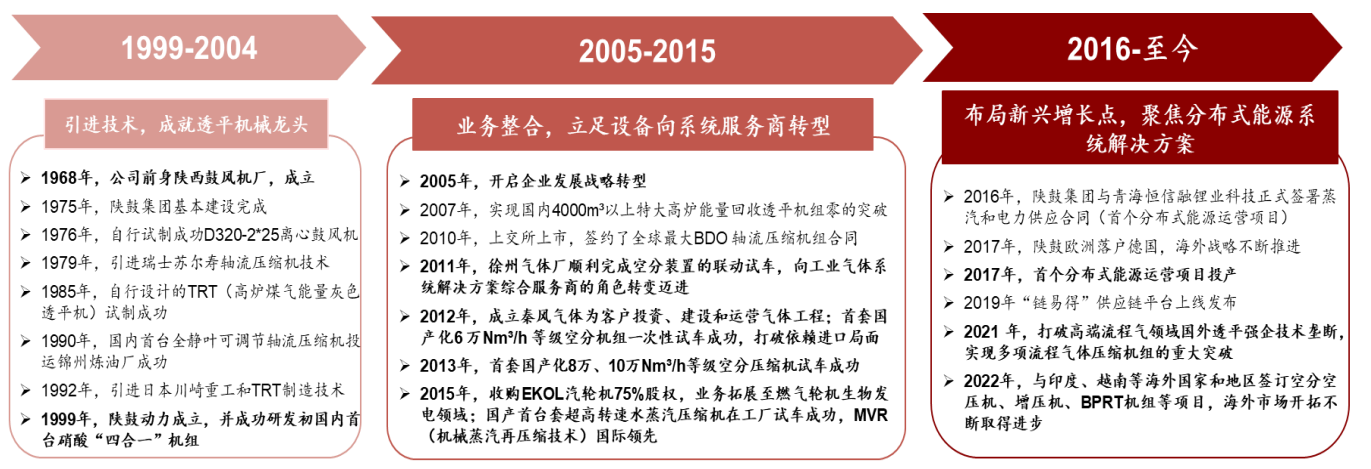 1999-2004
引进技术，成就透平机械龙头
➢ 1968年，公司前身陕西鼓风机厂，成立
➢ 1975年，陕鼓集团基本建设完成
➢ 1976年，自行试制成功D320-2*25离心鼓风机
➢ 1979年，引进瑞士苏尔寿轴流压缩机技术
➢ 1985年，自行设计的TRT（高炉煤气能量灰色
透平机）试制成功
➢ 1990年，国内首台全静叶可调节轴流压缩机投
运锦州炼油厂成功
➢ 1992年，引进日本川崎重工和TRT制造技术
➢ 1999年，陕鼓动力成立，并成功研发初国内首
台硝酸“四合一”机组
2005-2015
业务整合，立足设备向系统服务商转型
➢ 2005年，开启企业发展战略转型
➢ 2007年，实现国内4000m³以上特大高炉能量回收透平机组零的突破
➢ 2010年，上交所上市，签约了全球最大BDO 轴流压缩机组合同
➢ 2011年，徐州气体厂顺利完成空分装置的联动试车，向工业气体系
统解决方案综合服务商的角色转变迈进
➢ 2012年，成立秦风气体为客户投资、建设和运营气体工程；首套国
产化6万Nm³/h 等级空分机组一次性试车成功，打破依赖进口局面
➢ 2013年，首套国产化8万、10万Nm³/h等级空分压缩机试车成功
➢ 2015年，收购EKOL汽轮机75%股权，业务拓展至燃气轮机生物发
电领域；国产首台套超高转速水蒸汽压缩机在工厂试车成功，MVR
（机械蒸汽再压缩技术）国际领先
2016-至今
布局新兴增长点，聚焦分布式能源系
统解决方案
➢ 2016年，陕鼓集团与青海恒信融锂业科技正式签署蒸
汽和电力供应合同（首个分布式能源运营项目）
➢ 2017年，陕鼓欧洲落户德国，海外战略不断推进
➢ 2017年，首个分布式能源运营项目投产
➢ 2019年“链易得”供应链平台上线发布
➢ 2021 年，打破高端流程气领域国外透平强企技术垄断，
实现多项流程气体压缩机组的重大突破
➢ 2022年，与印度、越南等海外国家和地区签订空分空
压机、增压机、BPRT机组等项目，海外市场开拓不
断取得进步